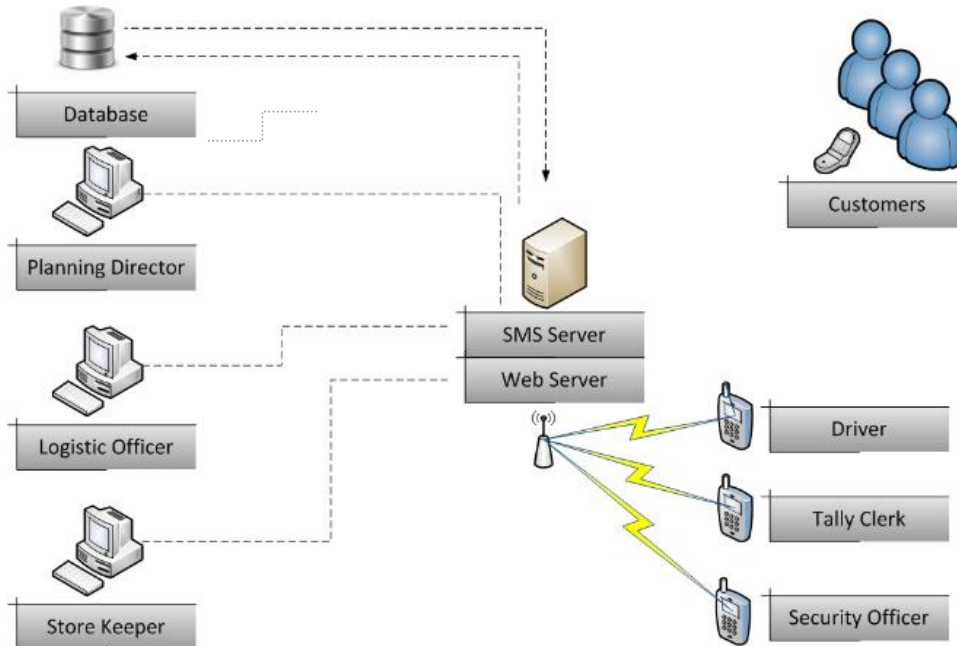 Database
Planning Director
Logistic Officer
Store Keeper
SMS Server
Web Server
Customers
Driver
Tally Clerk
Security Officer